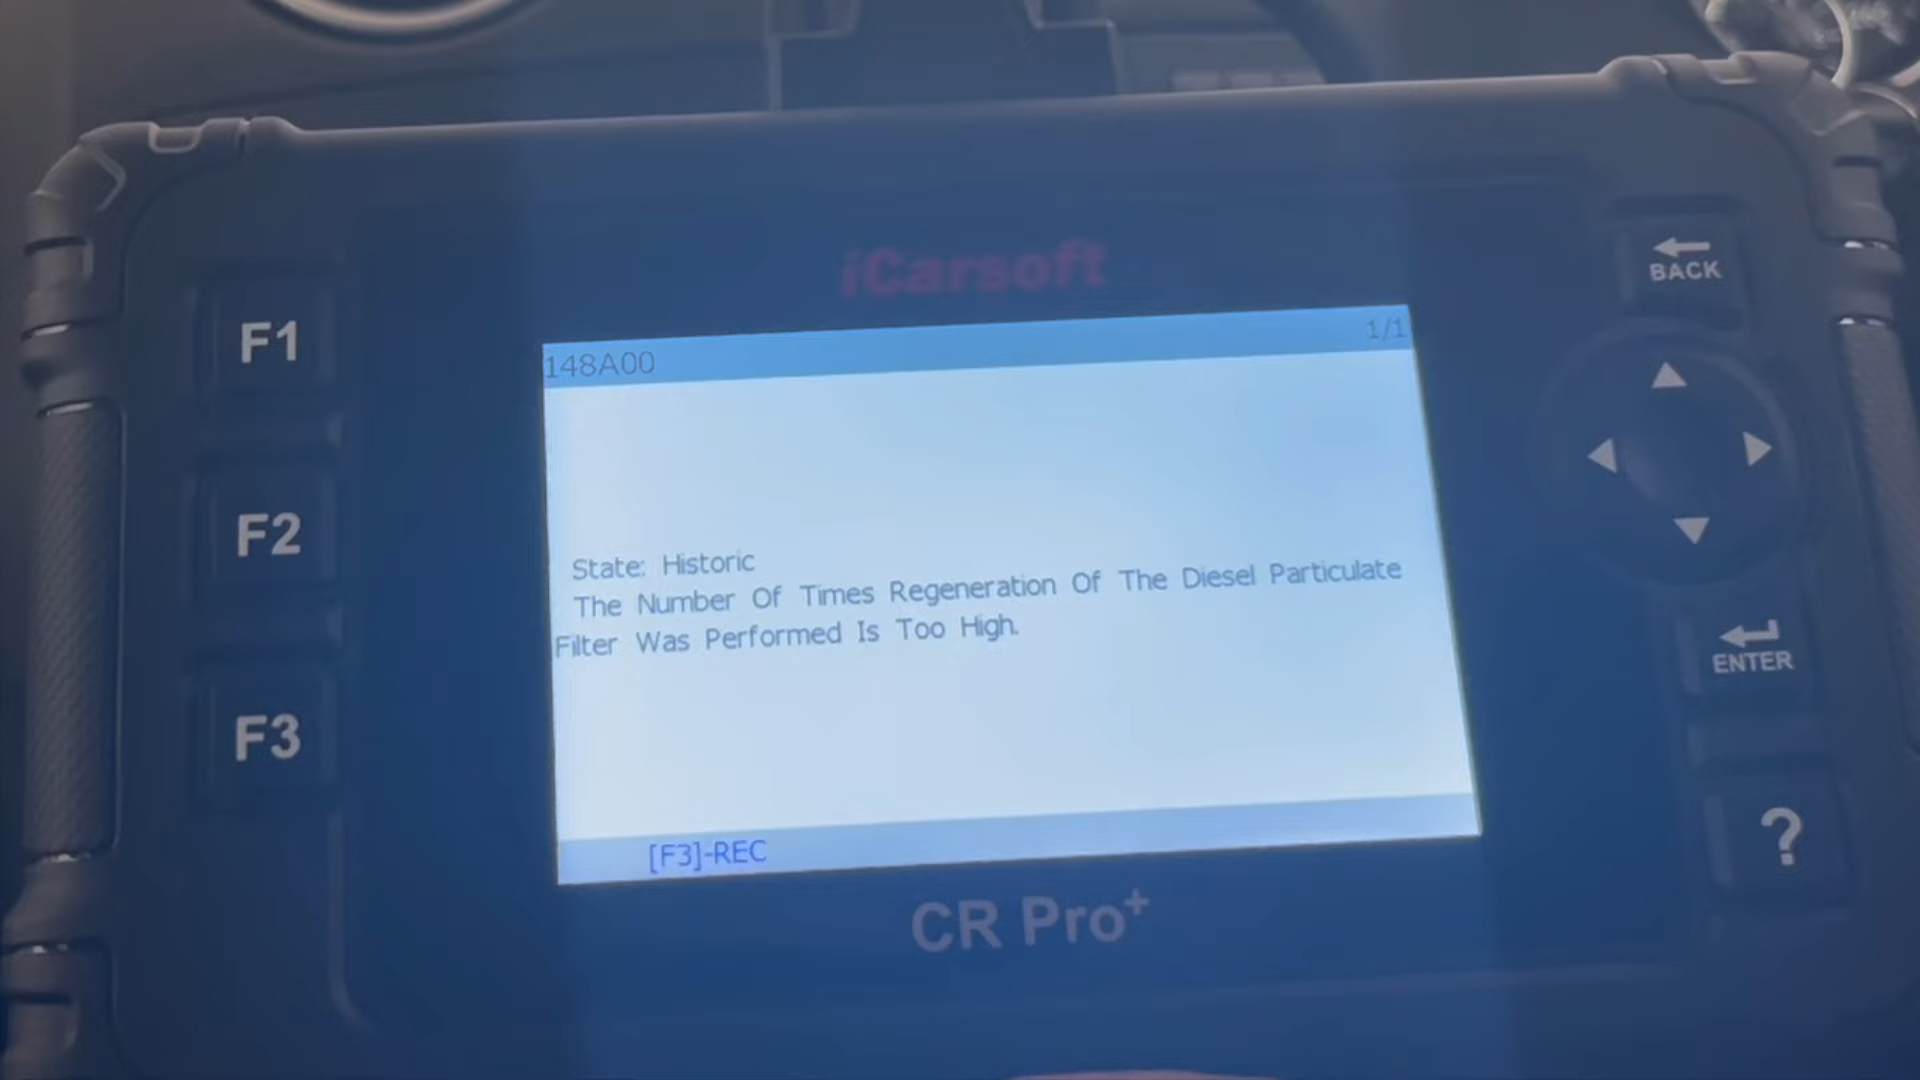 iCarsoft
BACK
F1
148A00 1/1
F2
State: Historic
The Number Of Times Regeneration Of The Diesel Particulate
Filter Was Performed Is Too High.
ENTER
F3
?
[F3]-REC
CR Pro+